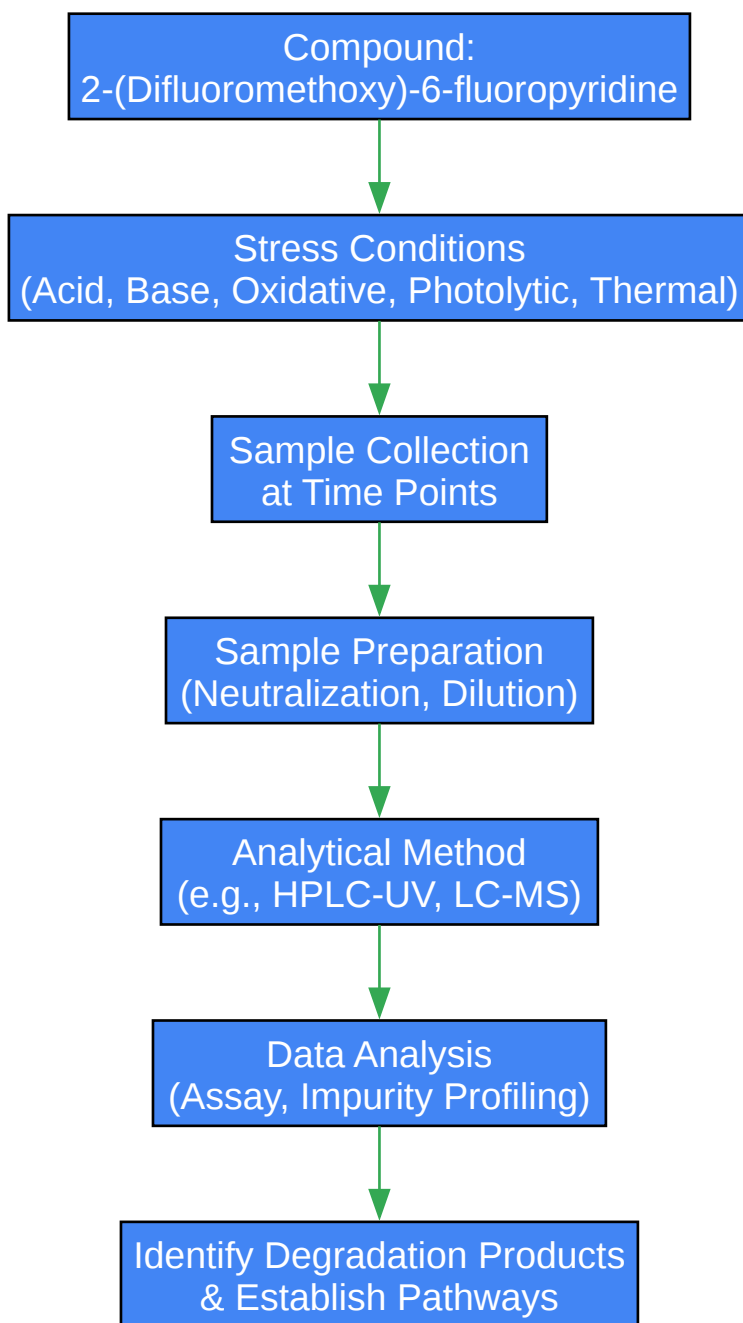 Compound:
2-(Difluoromethoxy)-6-fluoropyridine
Stress Conditions
(Acid, Base, Oxidative, Photolytic, Thermal)
Sample Collection
at Time Points
Sample Preparation
(Neutralization, Dilution)
Analytical Method
(e.g., HPLC-UV, LC-MS)
Data Analysis
(Assay, Impurity Profiling)
Identify Degradation Products
& Establish Pathways